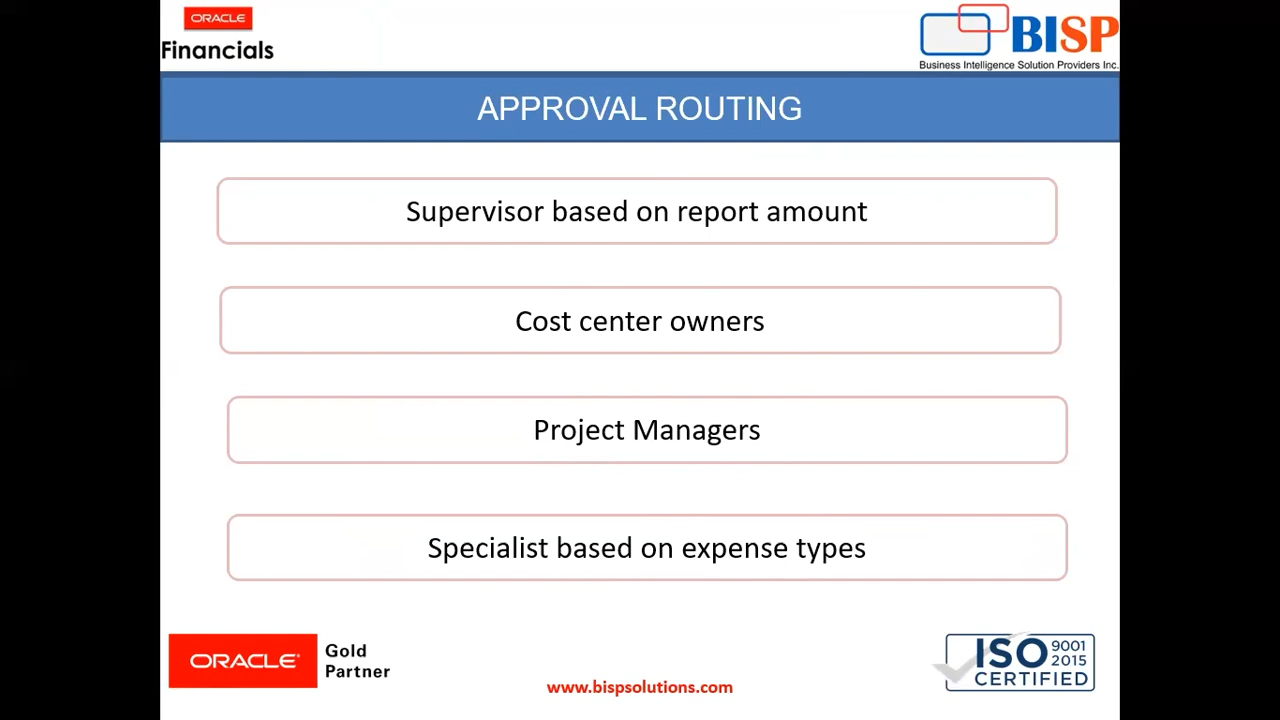 ORACLE
Financials
BISP
Business Intelligence Solution Providers Inc.
APPROVAL ROUTING
Supervisor based on report amount
Cost center owners
Project Managers
Specialist based on expense types
ORACLE
Gold
Partner
www.bispsolutions.com
ISO 9001
2015
CERTIFIED